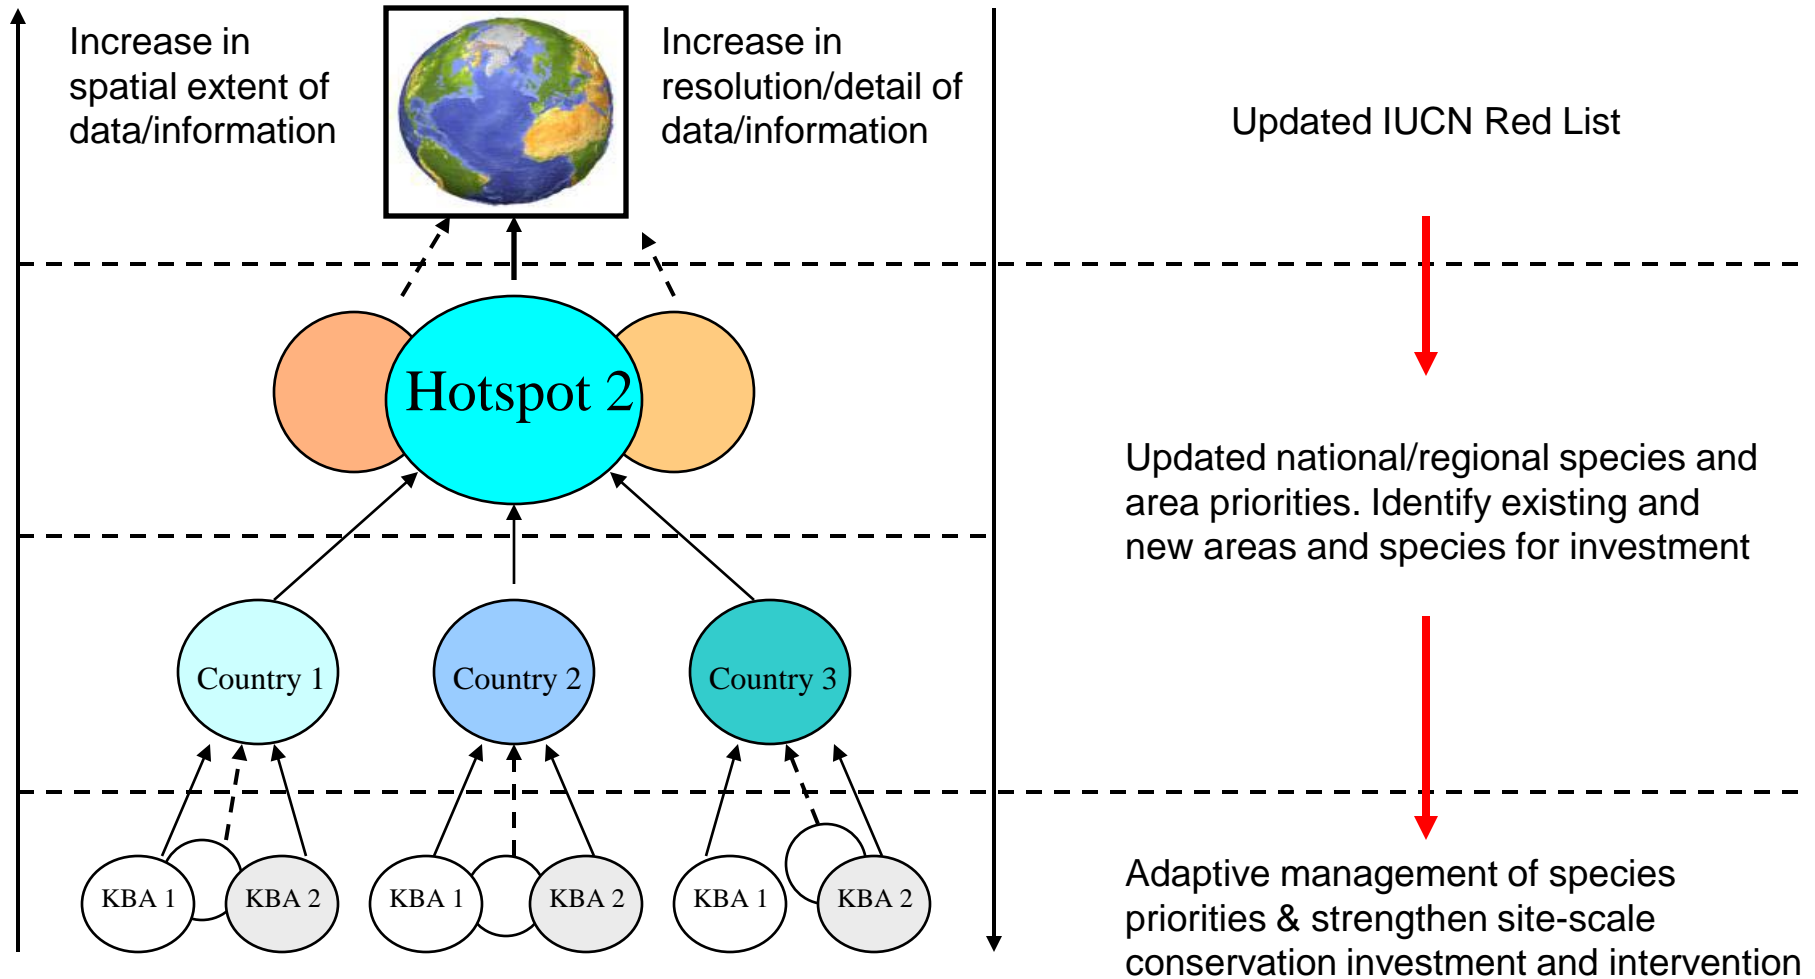 Increase in
spatial extent of
data/information
Increase in
resolution/detail of
data/information
Updated IUCN Red List
Hotspot 2
Updated national/regional species and
area priorities. Identify existing and
new areas and species for investment
Country 1
Country 2
Country 3
KBA 1
KBA 2
KBA 1
KBA 2
KBA 1
KBA 2
Adaptive management of species
priorities & strengthen site-scale
conservation investment and intervention